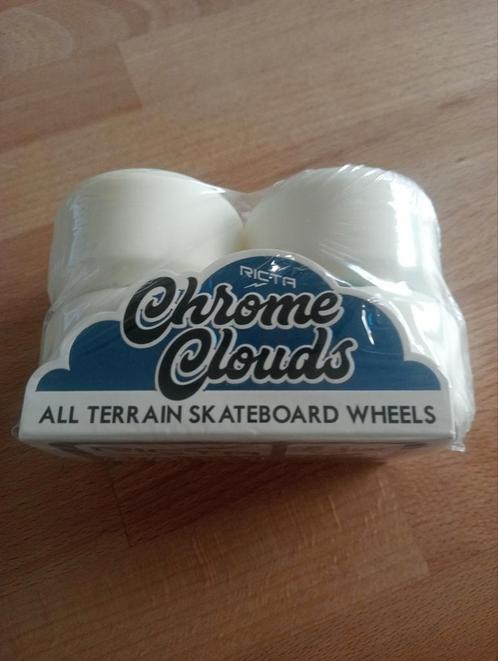 RICTA
Chrome
Clouds
ALL TERRAIN SKATEBOARD WHEELS